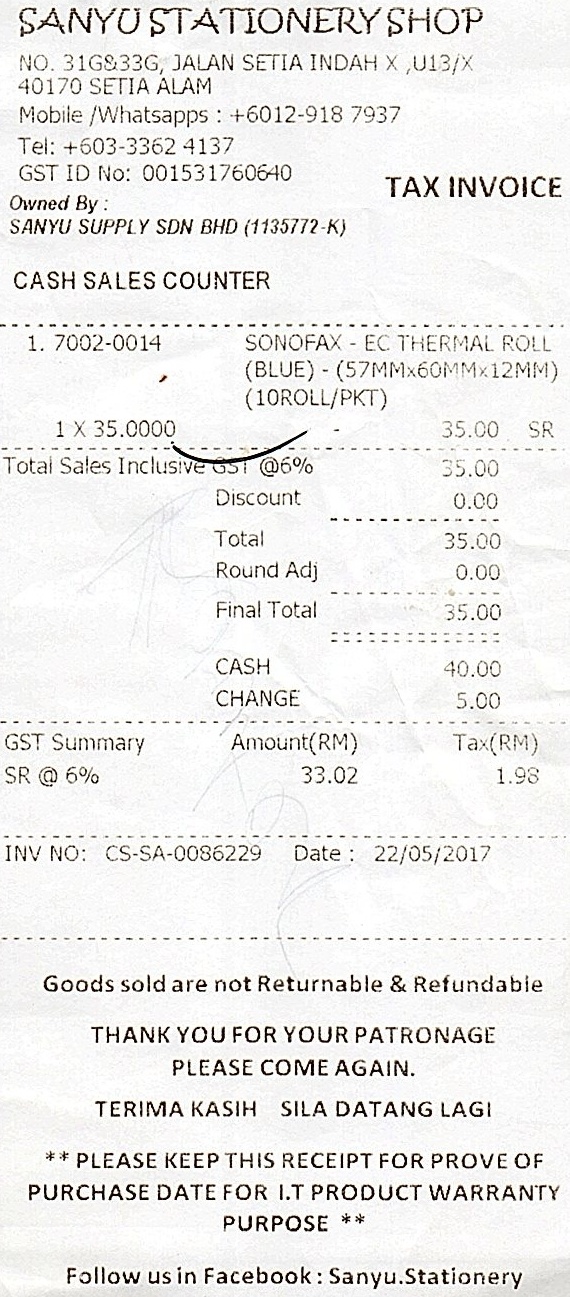 SANYU STATIONERY SHOP
NO. 31G&33G, JALAN SETIA INDAH X ,U13/X
40170 SETIA ALAM
Mobile /Whatsapps : +6012-918 7937
Tel: +603-3362 4137
GST ID No: 001531760640
TAX INVOICE
Owned By :
SANYU SUPPLY SDN BHD (1135772-K)
CASH SALES COUNTER
1. 7002-0014 SONOFAX - EC THERMAL ROLL
(BLUE) - (57MMx60MMx12MM)
(10ROLL/PKT)
1 X 35.0000 - 35.00 SR
Total Sales Inclusive GST @6% 35.00
Discount 0.00
Total 35.00
Round Adj 0.00
Final Total 35.00
CASH 40.00
CHANGE 5.00
GST Summary Amount(RM) Tax(RM)
SR @ 6% 33.02 1.98
INV NO: CS-SA-0086229 Date : 22/05/2017
Goods sold are not Returnable & Refundable
THANK YOU FOR YOUR PATRONAGE
PLEASE COME AGAIN.
TERIMA KASIH SILA DATANG LAGI
** PLEASE KEEP THIS RECEIPT FOR PROVE OF
PURCHASE DATE FOR I.T PRODUCT WARRANTY
PURPOSE **
Follow us in Facebook : Sanyu.Stationery